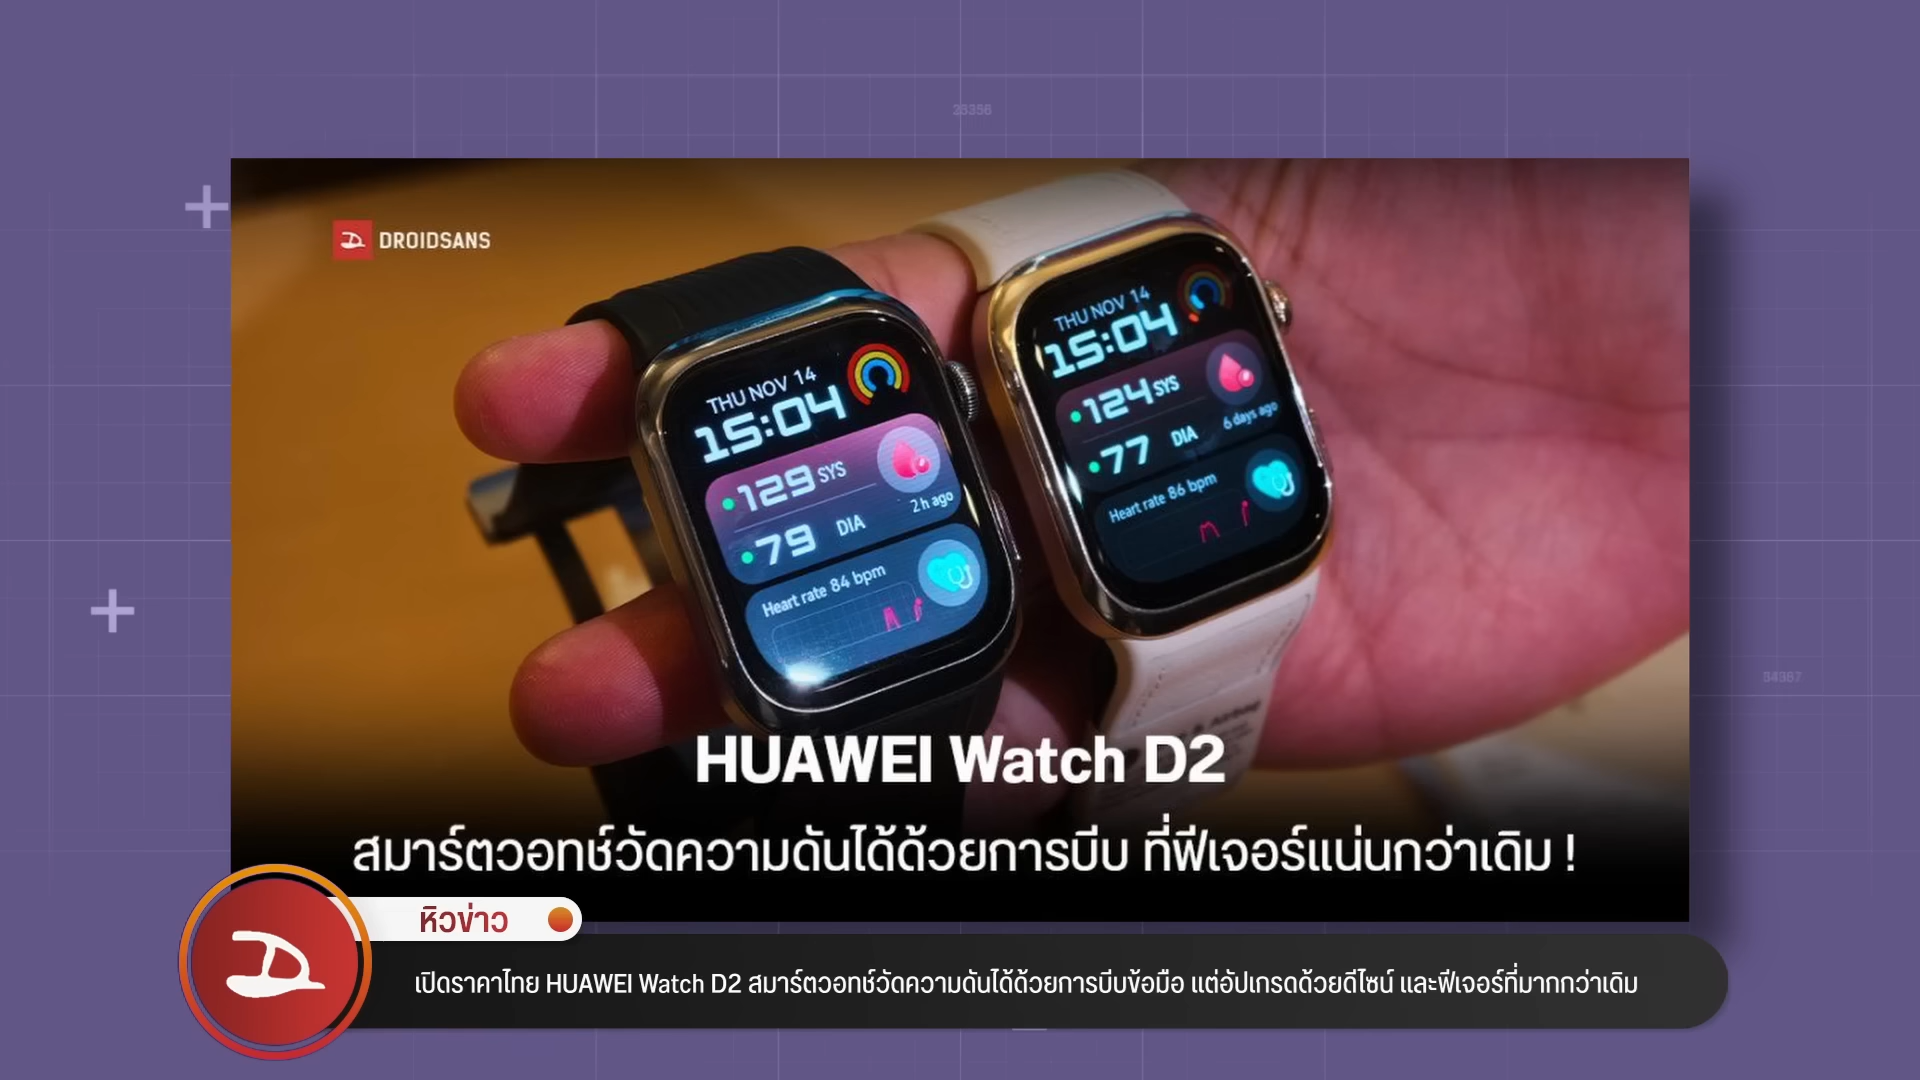 26356
DROIDSANS
THU NOV 14
15:04
129 SYS
79 DIA
2 h ago
Heart rate 84 bpm
THU NOV 14
15:04
124 SYS
77 DIA
6 days ago
Heart rate 86 bpm
34367
HUAWEI Watch D2
สมาร์ตวอทช์วัดความดันได้ด้วยการบีบ ที่ฟีเจอร์แน่นกว่าเดิม !
หิวข่าว
เปิดราคาไทย HUAWEI Watch D2 สมาร์ตวอทช์วัดความดันได้ด้วยการบีบข้อมือ แต่อัปเกรดด้วยดีไซน์ และฟีเจอร์ที่มากกว่าเดิม